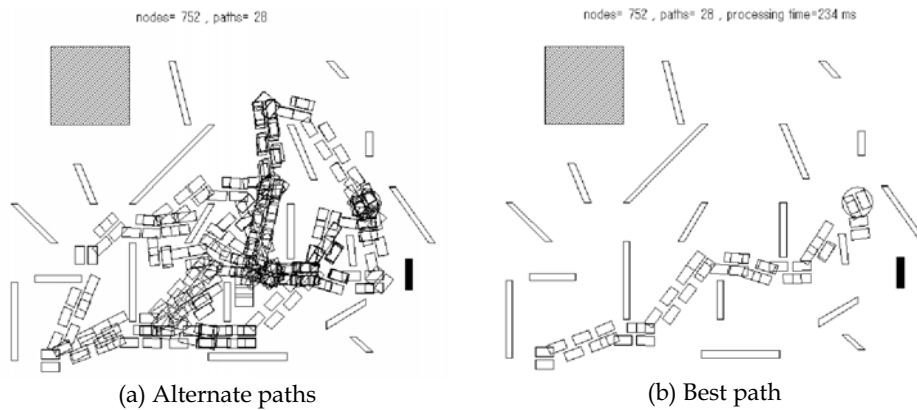 nodes= 752 , paths= 28
nodes= 752 , paths= 28 , processing time=234 ms
(a) Alternate paths
(b) Best path